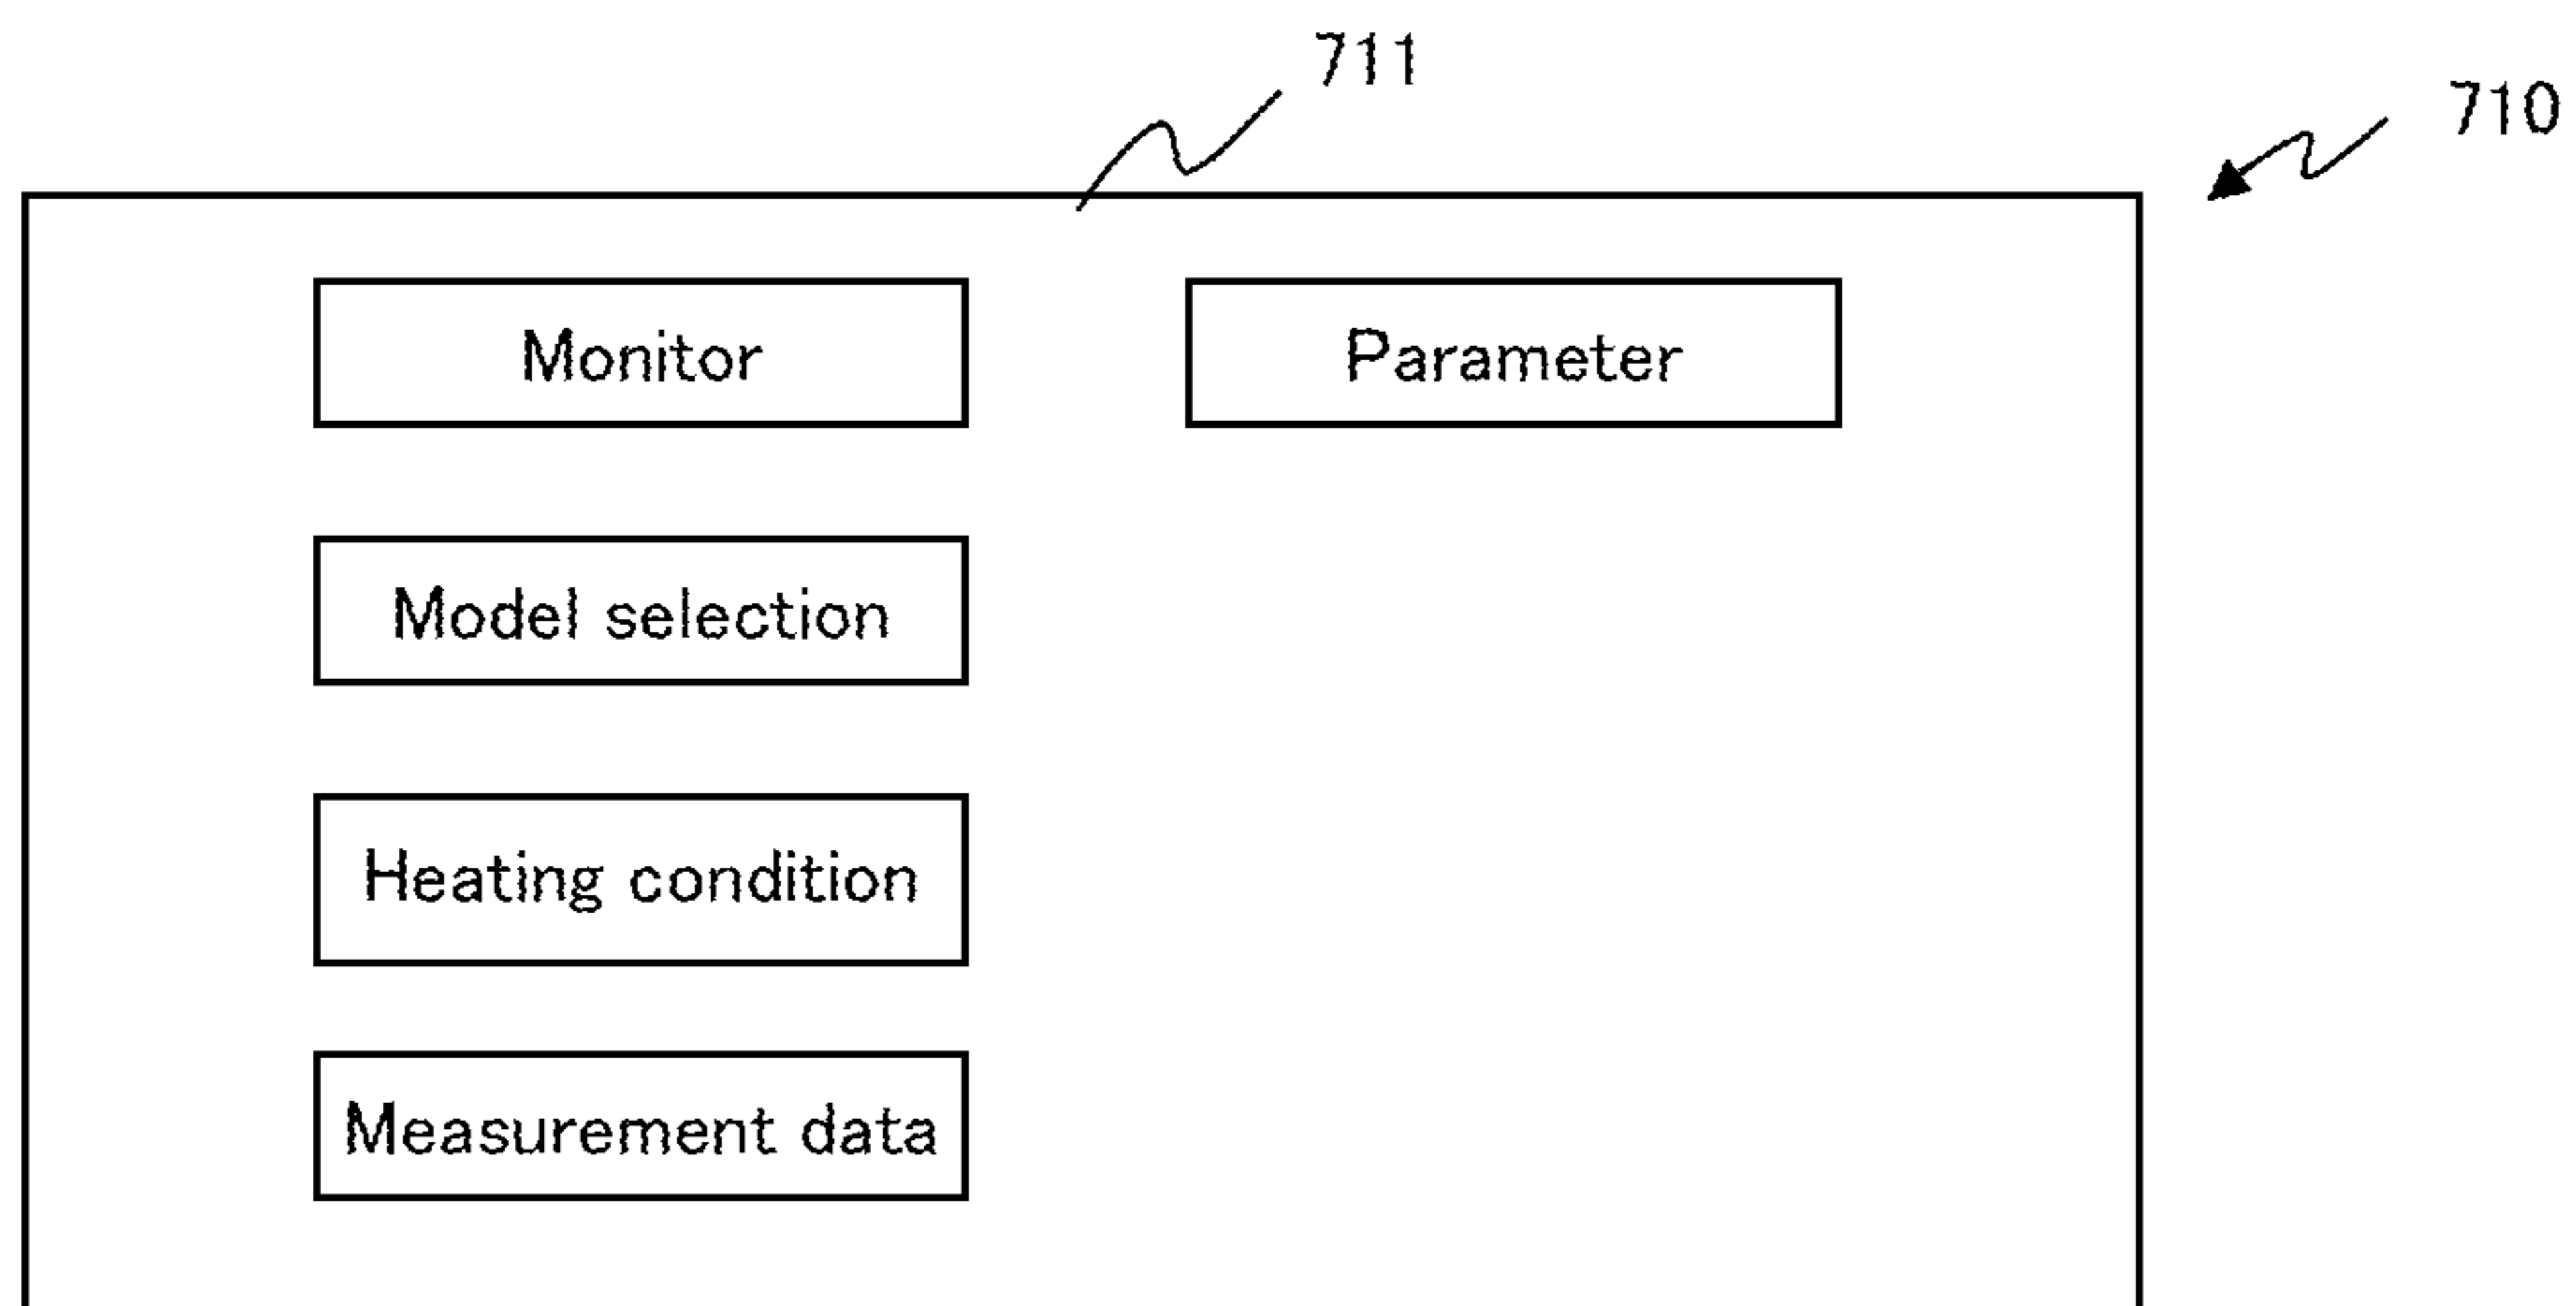 711
710
Monitor
Parameter
Model selection
Heating condition
Measurement data